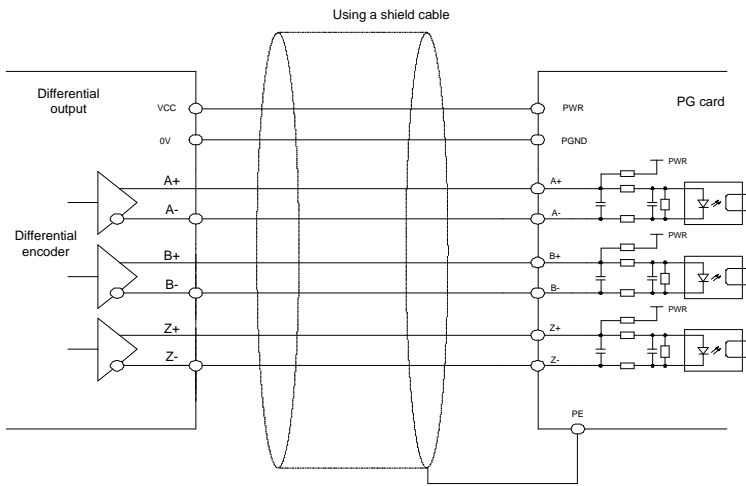 Using a shield cable
Differential
output
PG card
VCC
PWR
0V
PGND
PWR
A+
A+
A-
A-
Differential
encoder
PWR
B+
B+
B-
B-
PWR
Z+
Z+
Z-
Z-
PE